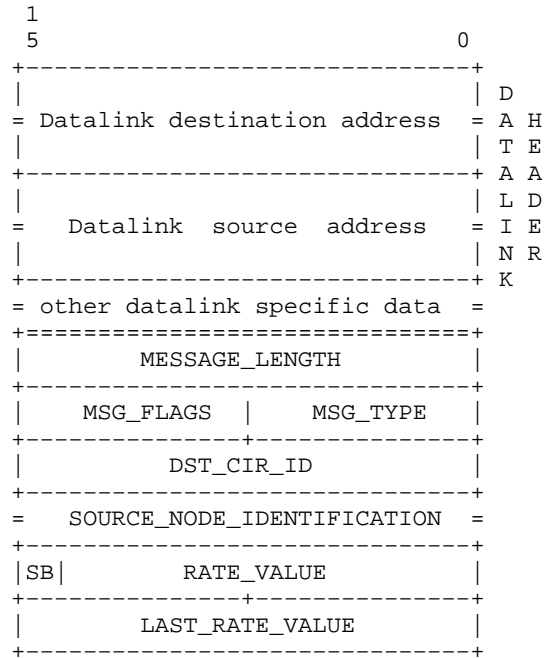 1
 5                             0
+-------------------------------+
|                               | D
= Datalink destination address  = A H
|                               | T E
+-------------------------------+ A A
|                               | L D
=   Datalink  source  address   = I E
|                               | N R
+-------------------------------+ K
= other datalink specific data  =
+===============================+
|        MESSAGE_LENGTH         |
+-------------------------------+
|    MSG_FLAGS  |    MSG_TYPE   |
+---------------+---------------+
|          DST_CIR_ID           |
+-------------------------------+
=   SOURCE_NODE_IDENTIFICATION  =
+-------------------------------+
|SB|        RATE_VALUE          |
+---------------+---------------+
|        LAST_RATE_VALUE        |
+-------------------------------+